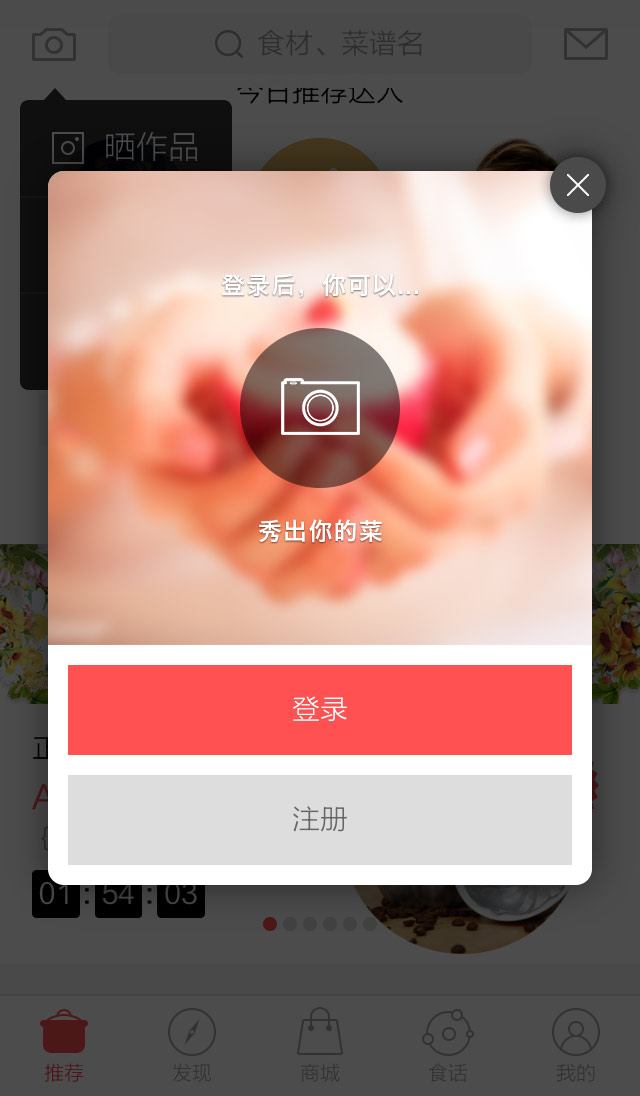 食材、菜谱名
今日推荐达人
晒作品
登录后，你可以...
秀出你的菜
登录
注册
01 : 54 : 03
推荐
发现
商城
食话
我的